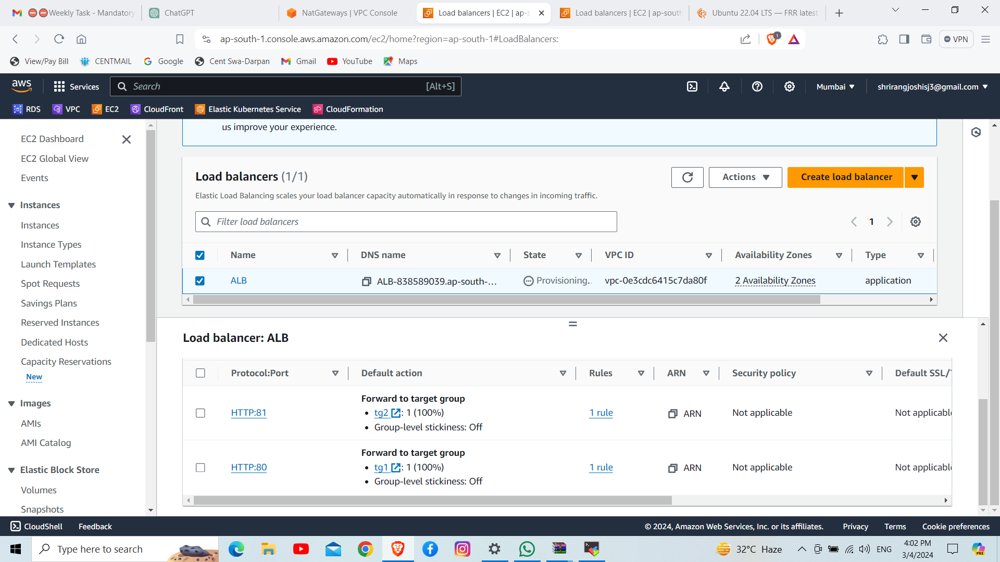 ⛔⛔Weekly Task - Mandatory
ChatGPT
NatGateways | VPC Console
Load balancers | EC2 | ap-s
Load balancers | EC2 | ap-south
Ubuntu 22.04 LTS — FRR latest
ap-south-1.console.aws.amazon.com/ec2/home?region=ap-south-1#LoadBalancers:
1
VPN
View/Pay Bill
CENTMAIL
Google
Cent Swa-Darpan
Gmail
YouTube
Maps
aws
Services
Search
[Alt+S]
Mumbai
shrirangjoshisj3@gmail.com
RDS
VPC
EC2
CloudFront
Elastic Kubernetes Service
CloudFormation
EC2 Dashboard
EC2 Global View
Events
Instances
Instances
Instance Types
Launch Templates
Spot Requests
Savings Plans
Reserved Instances
Dedicated Hosts
Capacity Reservations
New
Images
AMIs
AMI Catalog
Elastic Block Store
Volumes
Snapshots
us improve your experience.
Load balancers (1/1)
Actions
Create load balancer
Elastic Load Balancing scales your load balancer capacity automatically in response to changes in incoming traffic.
Filter load balancers
1
Name
DNS name
State
VPC ID
Availability Zones
Type
ALB
ALB-838589039.ap-south-...
Provisioning..
vpc-0e3cdc6415c7da80f
2 Availability Zones
application
Load balancer: ALB
Protocol:Port
Default action
Rules
ARN
Security policy
Default SSL/
HTTP:81
Forward to target group
• tg2 : 1 (100%)
• Group-level stickiness: Off
1 rule
ARN
Not applicable
Not applicabl
HTTP:80
Forward to target group
• tg1 : 1 (100%)
• Group-level stickiness: Off
1 rule
ARN
Not applicable
Not applicabl
CloudShell
Feedback
© 2024, Amazon Web Services, Inc. or its affiliates.
Privacy
Terms
Cookie preferences
Type here to search
32°C Haze
ENG
4:02 PM
3/4/2024
PRE